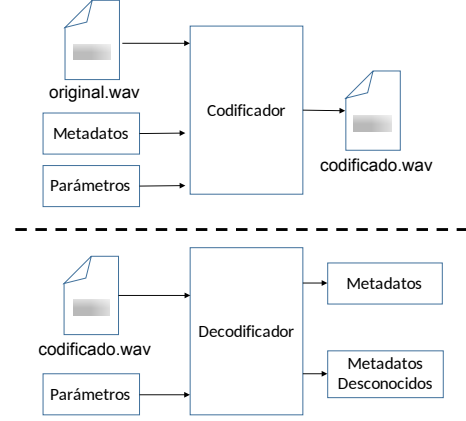 original.wav
Codificador
Metadatos
codificado.wav
Parámetros
Metadatos
Decodificador
codificado.wav
Metadatos
Desconocidos
Parámetros